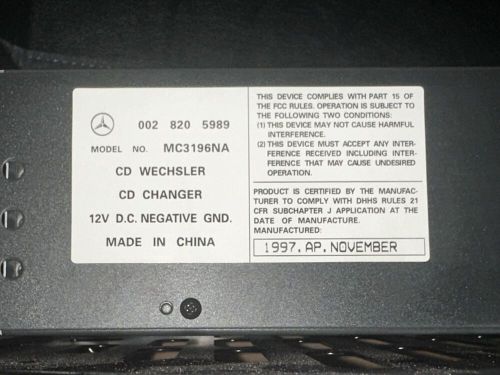 002 820 5989
MODEL NO. MC3196NA
CD WECHSLER
CD CHANGER
12V D.C. NEGATIVE GND.
MADE IN CHINA
THIS DEVICE COMPLIES WITH PART 15 OF
THE FCC RULES. OPERATION IS SUBJECT TO
THE FOLLOWING TWO CONDITIONS:
(1) THIS DEVICE MAY NOT CAUSE HARMFUL
INTERFERENCE.
(2) THIS DEVICE MUST ACCEPT ANY INTER-
FERENCE RECEIVED INCLUDING INTER-
FERENCE THAT MAY CAUSE UNDESIRED
OPERATION.
PRODUCT IS CERTIFIED BY THE MANUFAC-
TURER TO COMPLY WITH DHHS RULES 21
CFR SUBCHAPTER J APPLICATION AT THE
DATE OF MANUFACTURE.
MANUFACTURED:
1997. AP. NOVEMBER